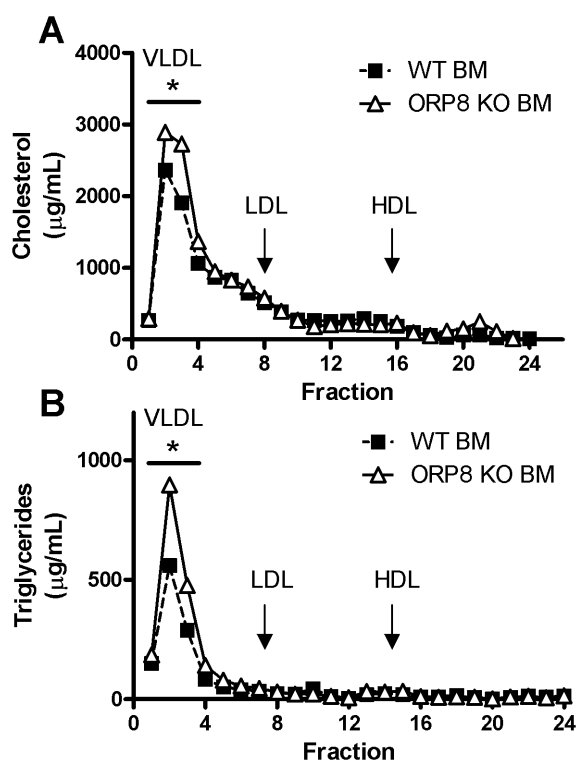 A
VLDL
*
WT BM
ORP8 KO BM
4000
3000
2000
1000
0
Cholesterol
(μg/mL)
LDL
HDL
0 4 8 12 16 20 24
Fraction
B
VLDL
*
WT BM
ORP8 KO BM
1000
500
0
Triglycerides
(μg/mL)
LDL
HDL
0 4 8 12 16 20 24
Fraction